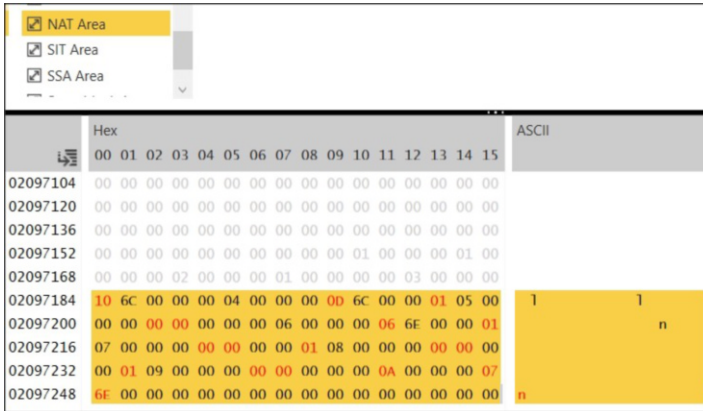 NAT Area
SIT Area
SSA Area
Hex ASCII
00 01 02 03 04 05 06 07 08 09 10 11 12 13 14 15
02097104 00 00 00 00 00 00 00 00 00 00 00 00 00 00 00 00
02097120 00 00 00 00 00 00 00 00 00 00 00 00 00 00 00 00
02097136 00 00 00 00 00 00 00 00 00 00 00 00 00 00 00 00
02097152 00 00 00 00 00 00 00 00 00 00 01 00 00 00 01 00
02097168 00 00 00 02 00 00 00 01 00 00 00 00 03 00 00 00
02097184 10 6C 00 00 00 04 00 00 00 0D 6C 00 00 01 05 00 l l
02097200 00 00 00 00 00 00 00 06 00 00 00 06 6E 00 00 01 n
02097216 07 00 00 00 00 00 00 00 01 08 00 00 00 00 00 00
02097232 00 01 09 00 00 00 00 00 00 00 00 0A 00 00 00 07
02097248 6E 00 00 00 00 00 00 00 00 00 00 00 00 00 00 00 n